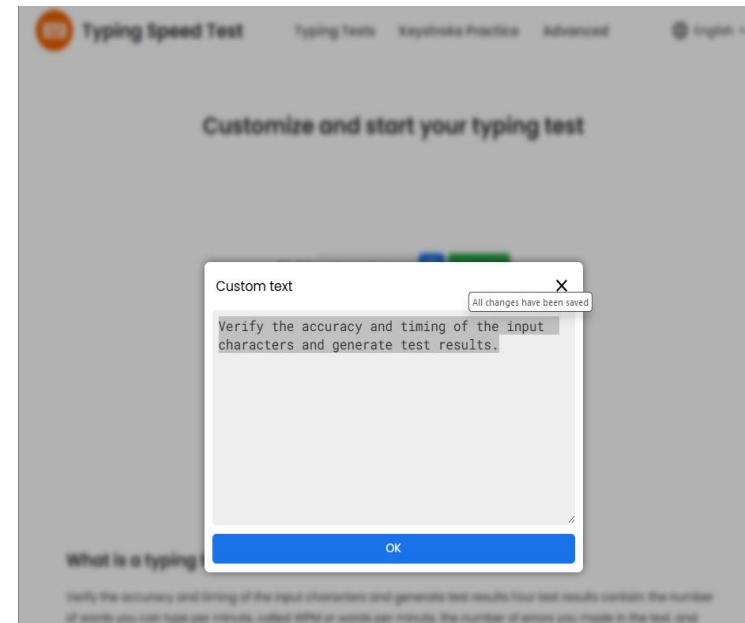 Typing Speed Test
Typing Tests
Keystroke Practice
Advanced
English
Customize and start your typing test
Custom text
X
All changes have been saved
Verify the accuracy and timing of the input
characters and generate test results.
OK
What is a typing
Verify the accuracy and timing of the input characters and generate test results Your test results contain the number
of words you can type per minute, called WPM or words per minute, the number of errors you made in the test, and